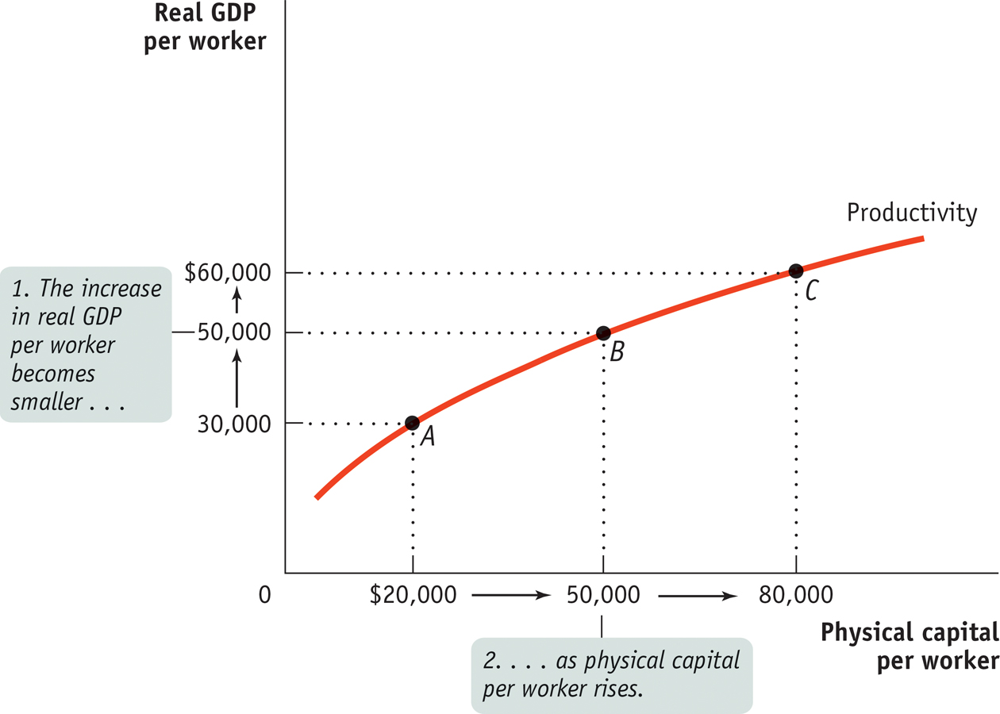 Real GDP
per worker
Productivity
$60,000
1. The increase
in real GDP
per worker
becomes
smaller . . .
50,000
30,000
A
B
C
0
$20,000
50,000
80,000
Physical capital
per worker
2. . . . as physical capital
per worker rises.